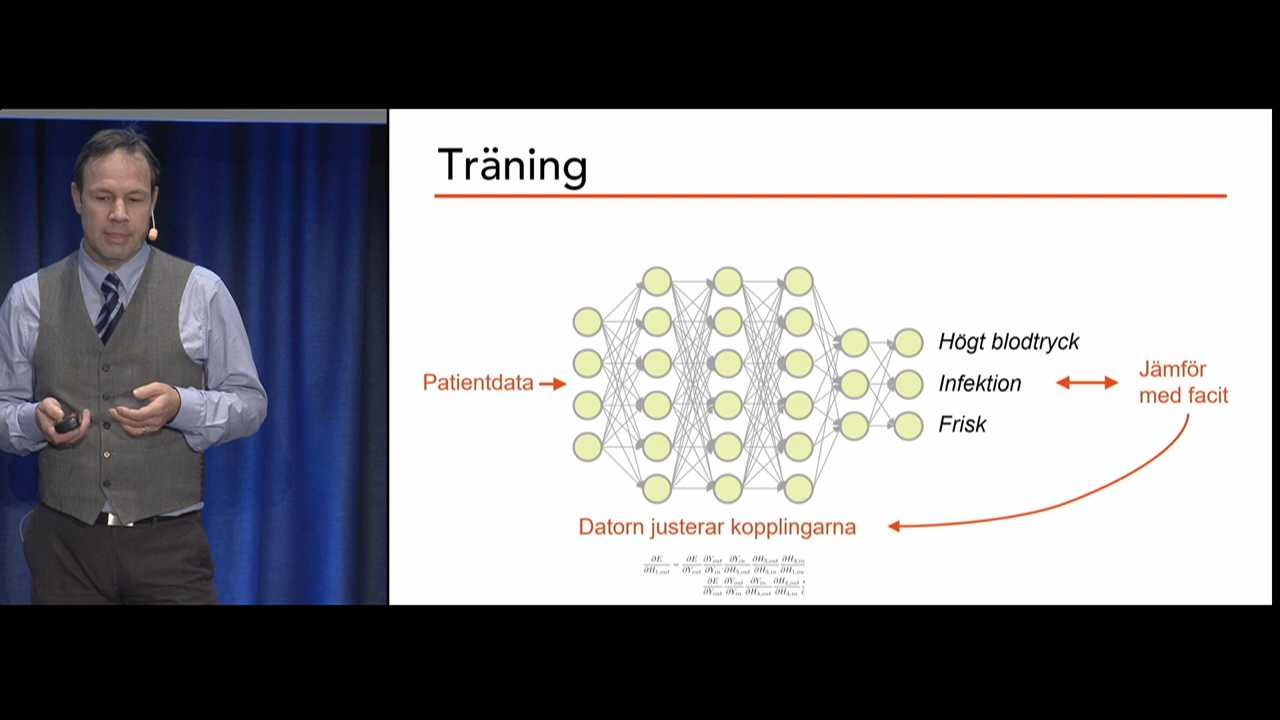 Träning
Patientdata
Högt blodtryck
Infektion
Frisk
Jämför
med facit
Datorn justerar kopplingarna